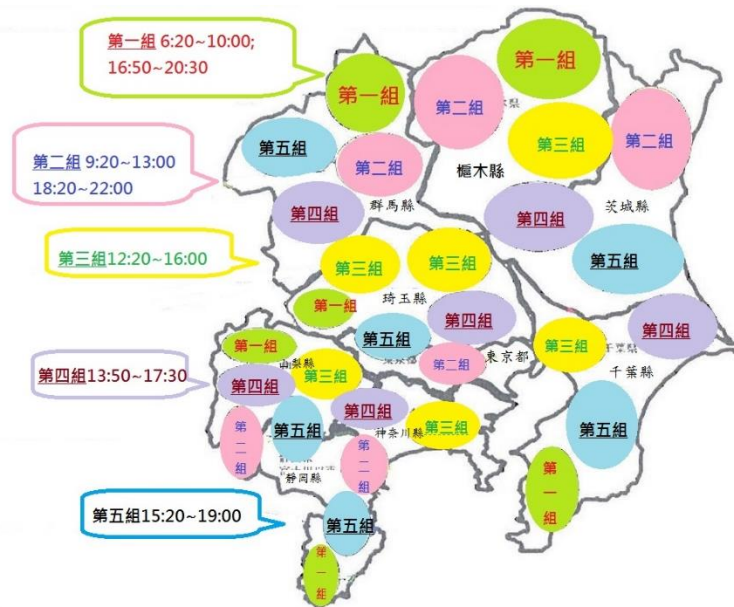 第一組 6:20~10:00;
16:50~20:30
第二組 9:20~13:00
18:20~22:00
第三組12:20~16:00
第四組13:50~17:30
第五組15:20~19:00
第一組
第一組
第二組
第五組
第二組
第三組
第二組
槴木縣
群馬縣
第四組
第四組
茨城縣
第五組
第三組
第三組
琦玉縣
第一組
第四組
第五組
第二組
東京都
第三組
第四組
千葉県
千葉縣
第一組
山梨縣
第三組
第四組
第四組
神奈川縣
第三組
第二組
第五組
第二組
靜岡縣
第五組
第一組
第五組
第一組